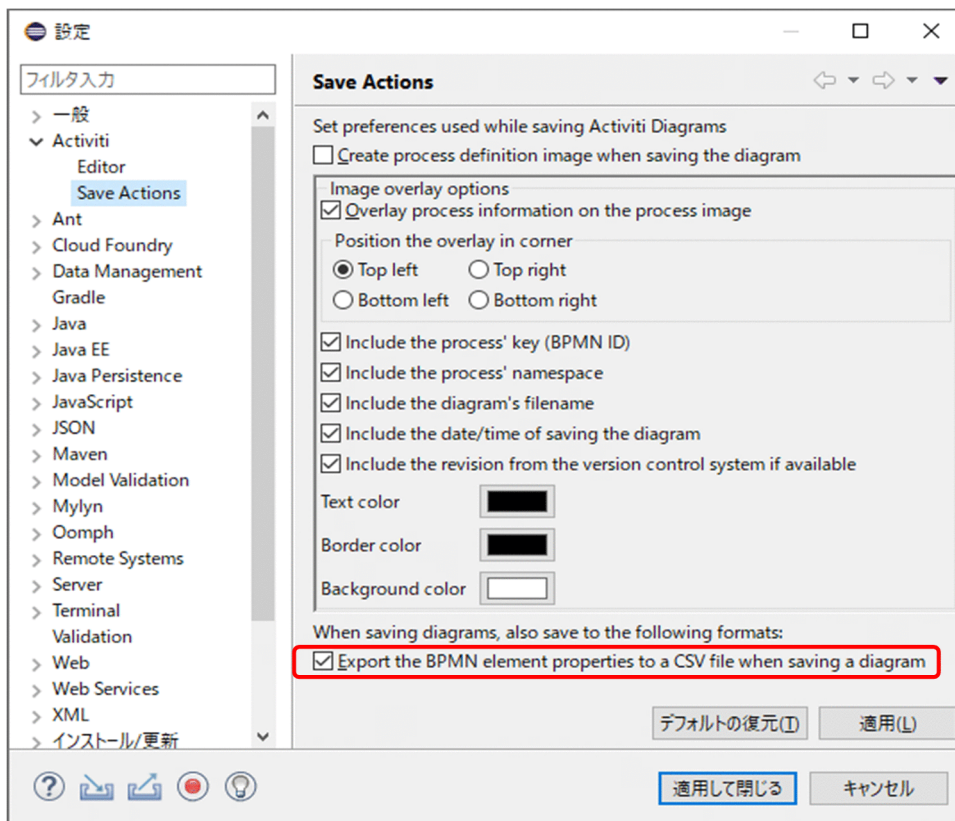 設定
フィルタ入力
一般
Activiti
Editor
Save Actions
Ant
Cloud Foundry
Data Management
Gradle
Java
Java EE
Java Persistence
JavaScript
JSON
Maven
Model Validation
Mylyn
Oomph
Remote Systems
Server
Terminal
Validation
Web
Web Services
XML
インストール/更新
Save Actions
Set preferences used while saving Activiti Diagrams
Create process definition image when saving the diagram
Image overlay options
Overlay process information on the process image
Position the overlay in corner
Top left Top right
Bottom left Bottom right
Include the process' key (BPMN ID)
Include the process' namespace
Include the diagram's filename
Include the date/time of saving the diagram
Include the revision from the version control system if available
Text color
Border color
Background color
When saving diagrams, also save to the following formats:
Export the BPMN element properties to a CSV file when saving a diagram
デフォルトの復元(T) 適用(L)
適用して閉じる キャンセル